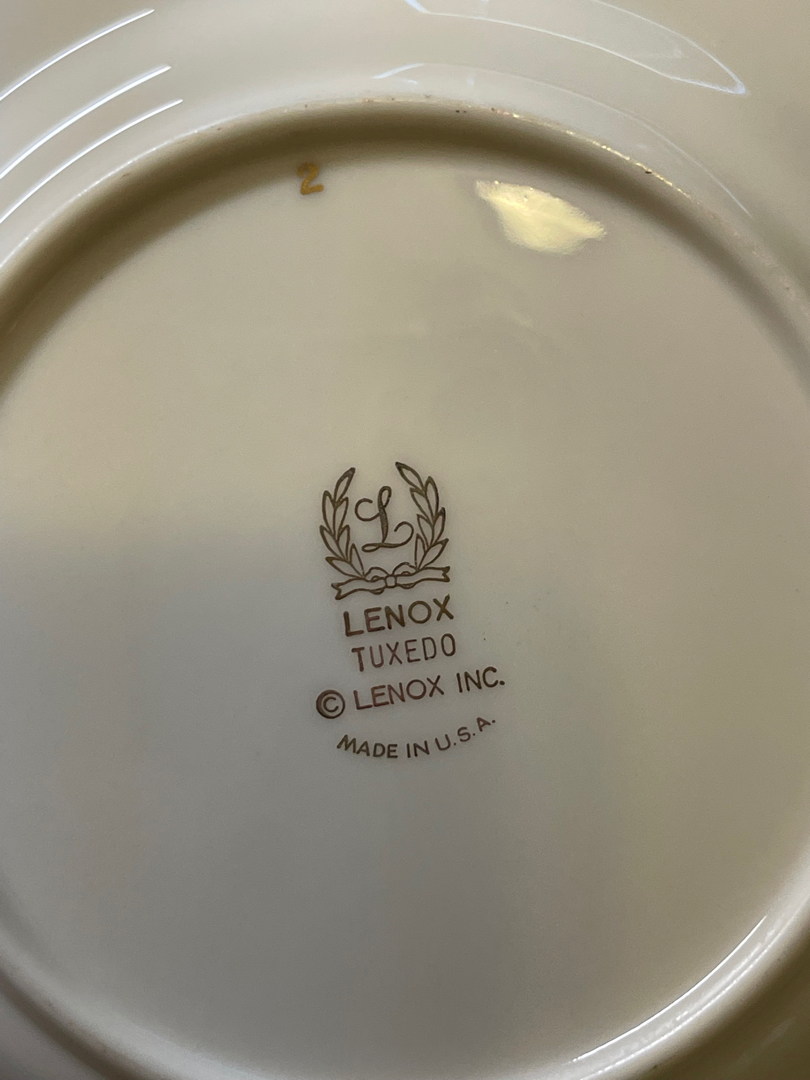 2
L
LENOX
TUXEDO
© LENOX INC.
MADE IN U.S.A.